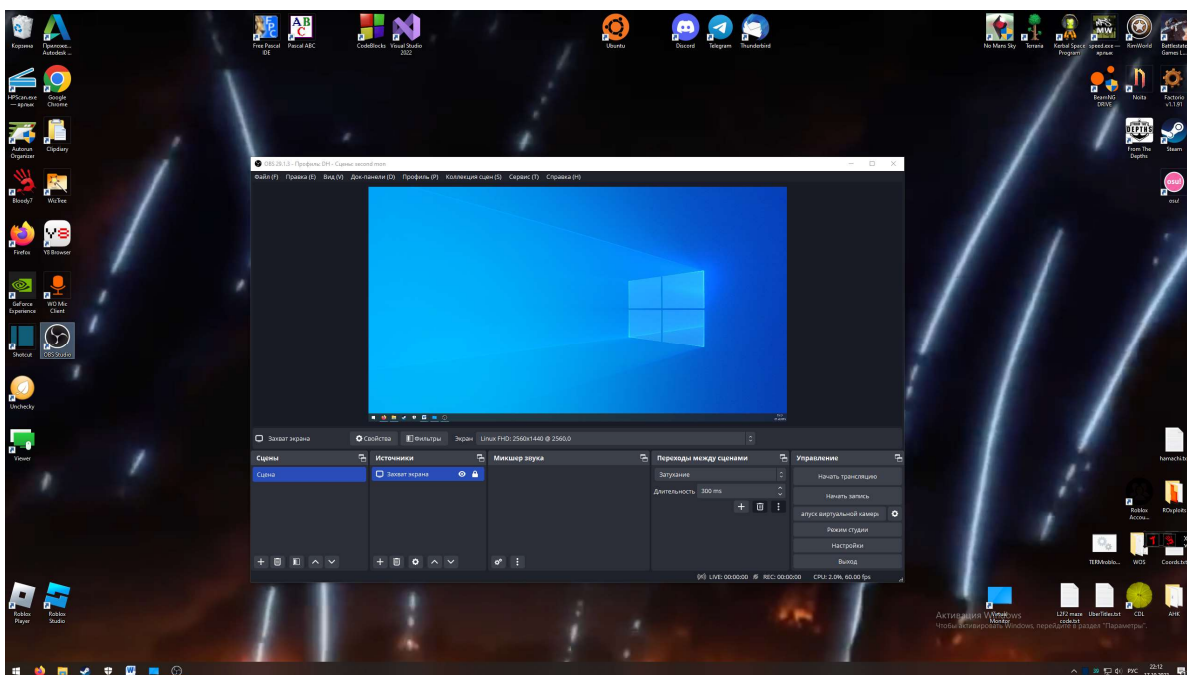 Корзина
Приложе...
Autodesk ...
Free Pascal
IDE
Pascal ABC
CodeBlocks
Visual Studio
2022
Ubuntu
Discord
Telegram
Thunderbird
No Mans Sky
Terraria
Kerbal Space
Program
speed.exe —
ярлык
RimWorld
Battlestate
Games L...
HPScan.exe
— ярлык
Google
Chrome
BeamNG
DRIVE
Noita
Factorio
v1.1.91
Autorun
Organizer
Clipdiary
From The
Depths
Steam
Bloody7
WizTree
osu!
Firefox
Y8 Browser
GeForce
Experience
WO Mic
Client
Shotcut
OBS Studio
Unchecky
Viewer
OBS 29.1.3 - Профиль: DH - Сцены: second mon
Файл (F) Правка (E) Вид (V) Док-панели (D) Профиль (P) Коллекция сцен (S) Сервис (T) Справка (H)
Захват экрана Свойства Фильтры Экран Linux FHD: 2560x1440 @ 2560,0
Сцены Источники Микшер звука Переходы между сценами Управление
Сцена
Захват экрана
Затухание
Длительность 300 ms
Начать трансляцию
Начать запись
апуск виртуальной камеры
Режим студии
Настройки
Выход
LIVE: 00:00:00 REC: 00:00:00 CPU: 2.0%, 60.00 fps
hamachi.tx
Roblox
Accou...
ROxploits
TERMroblo...
WOS
Coords.txt
Roblox
Player
Roblox
Studio
Virtual
Monitor
L2F2 maze
code.txt
UberTitles.txt
CDL
AHK
Активация Windows
Чтобы активировать Windows, перейдите в раздел "Параметры".
РУС
22:12